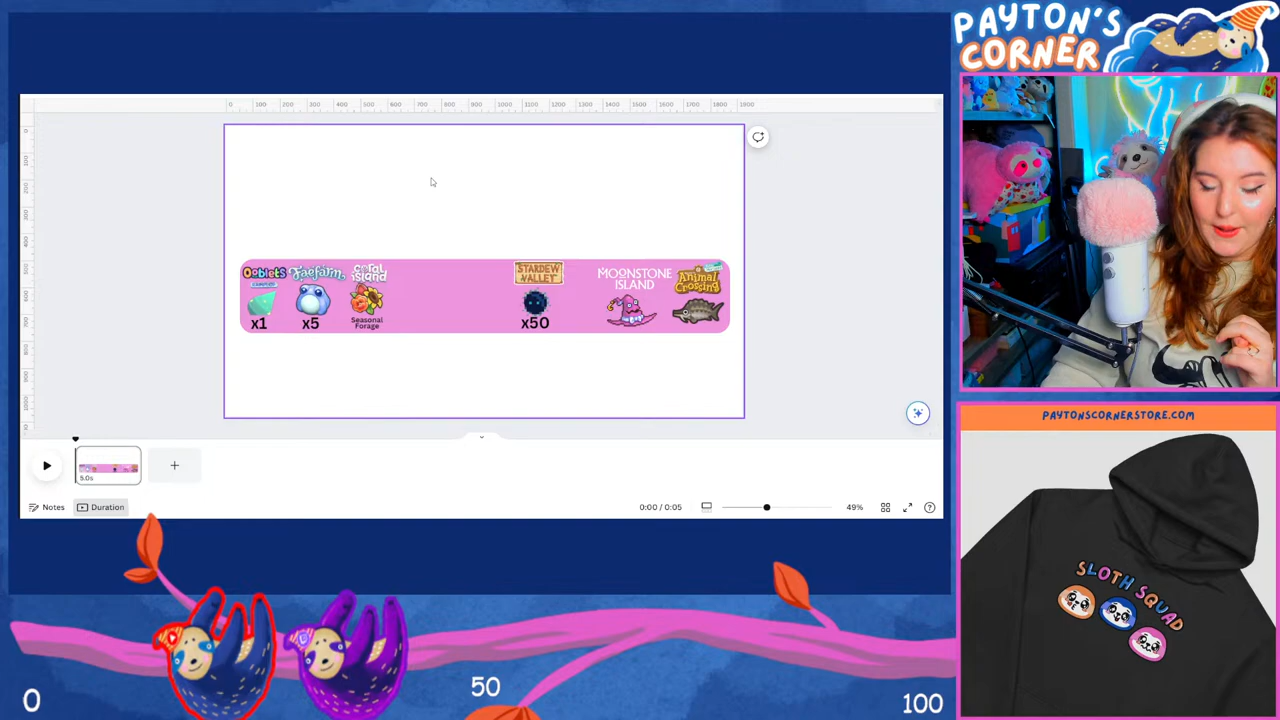 PAYTON'S
CORNER
0 100 200 300 400 500 600 700 800 900 1000 1100 1200 1300 1400 1500 1600 1700 1800 1900
Ooblets Faefarm coral island STARDEW VALLEY MOONSTONE ISLAND Animal Crossing
x1 x5 Seasonal Forage x50
5.0s
Notes Duration 0:00 / 0:05 49%
PAYTONSCORNERSTORE.COM
SLOTH SQUAD
0 50 100